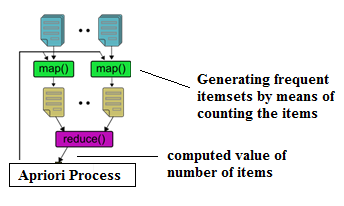 map()
map()
Generating frequent
itemsets by means of
counting the items
reduce()
computed value of
number of items
Apriori Process